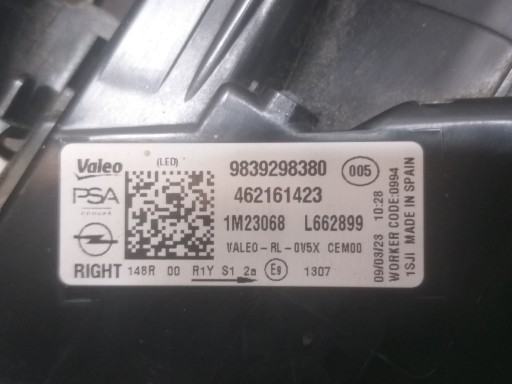 Valeo (LED) 9839298380 005
PSA 462161423
GROUPE 1M23068 L662899
VALEO-RL-0V5X CEM00
RIGHT 148R 00 R1Y S1 2a E9 1307
09/03/23 10:28
WORKER CODE:0994
1SJI MADE IN SPAIN